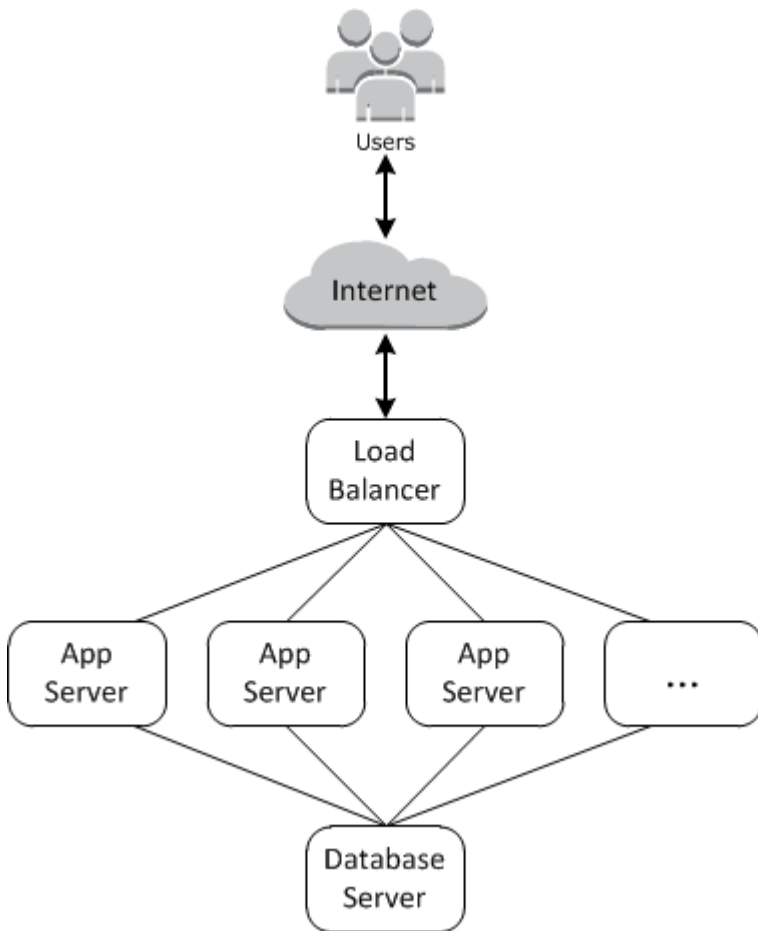 Users
Internet
Load
Balancer
App
Server
App
Server
App
Server
...
Database
Server